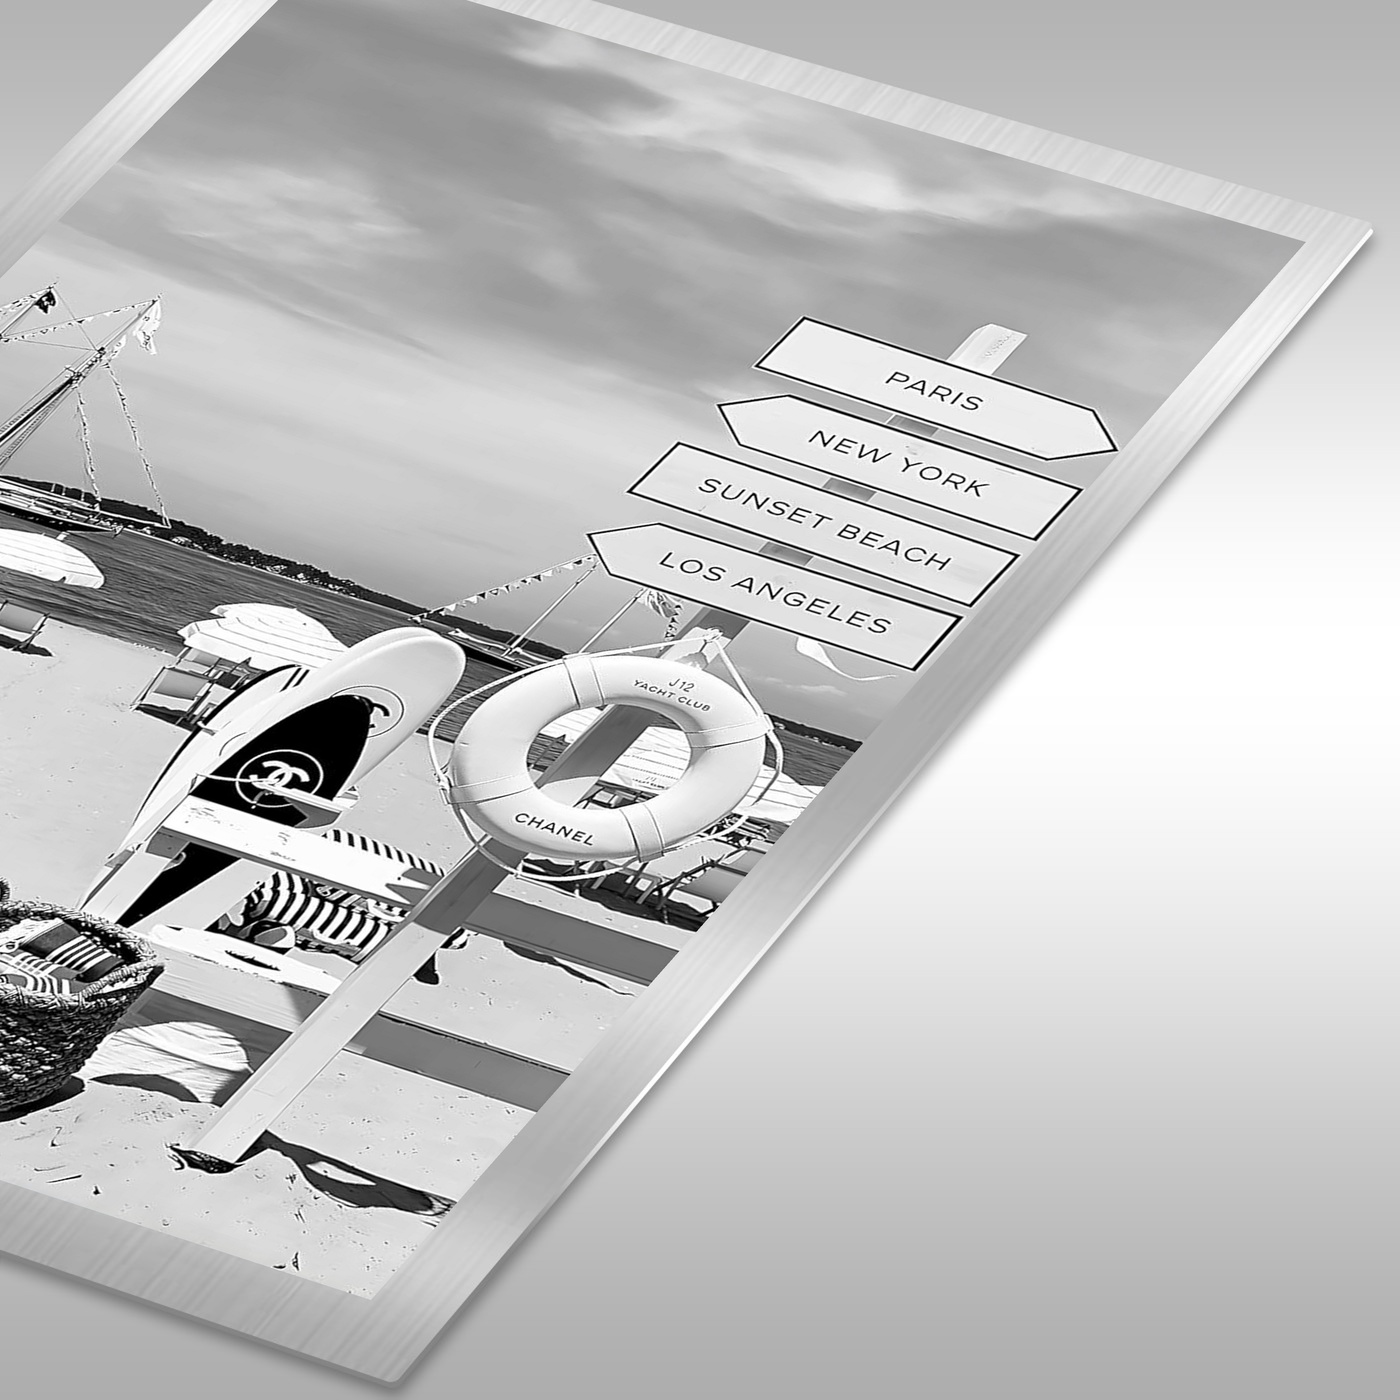 PARIS
NEW YORK
SUNSET BEACH
LOS ANGELES
J12
YACHT CLUB
CHANEL